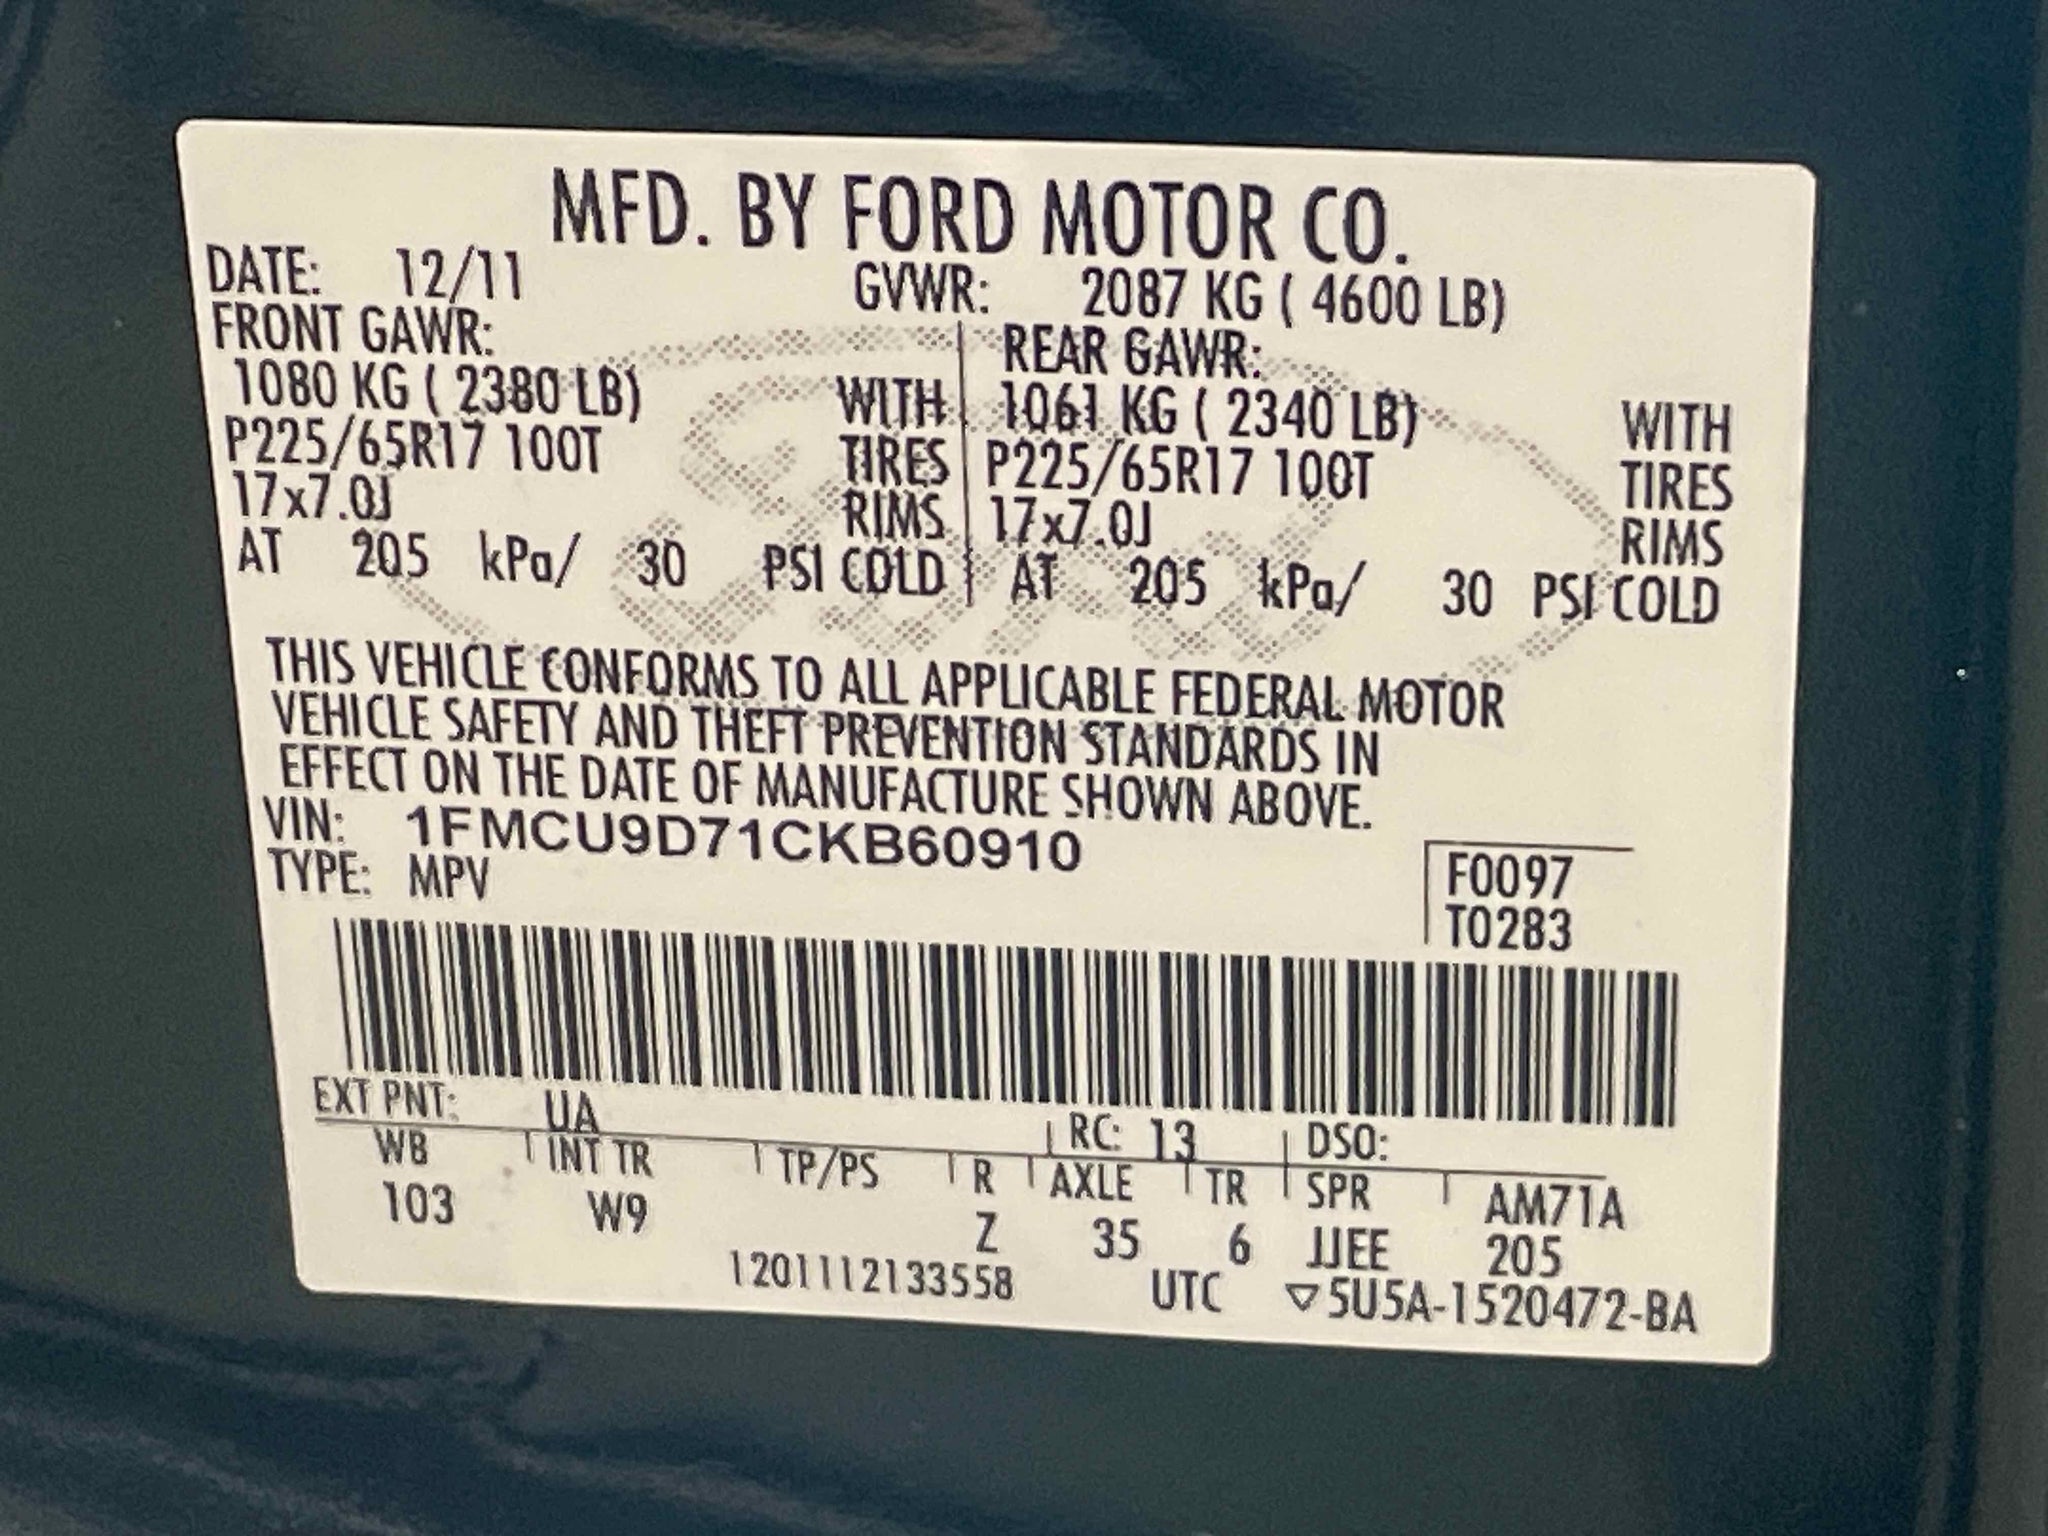 MFD. BY FORD MOTOR CO.
DATE: 12/11 GVWR: 2087 KG ( 4600 LB)
FRONT GAWR: REAR GAWR:
1080 KG ( 2380 LB) WITH 1061 KG ( 2340 LB) WITH
P225/65R17 100T TIRES P225/65R17 100T TIRES
17x7.0J RIMS 17x7.0J RIMS
AT 205 kPa/ 30 PSI COLD AT 205 kPa/ 30 PSI COLD
THIS VEHICLE CONFORMS TO ALL APPLICABLE FEDERAL MOTOR
VEHICLE SAFETY AND THEFT PREVENTION STANDARDS IN
EFFECT ON THE DATE OF MANUFACTURE SHOWN ABOVE.
VIN: 1FMCU9D71CKB60910
TYPE: MPV F0097
T0283
EXT PNT: UA RC: 13 DSO:
WB INT TR TP/PS R AXLE TR SPR AM71A
103 W9 Z 35 6 JJEE 205
1201112133558 UTC ▽5U5A-1520472-BA